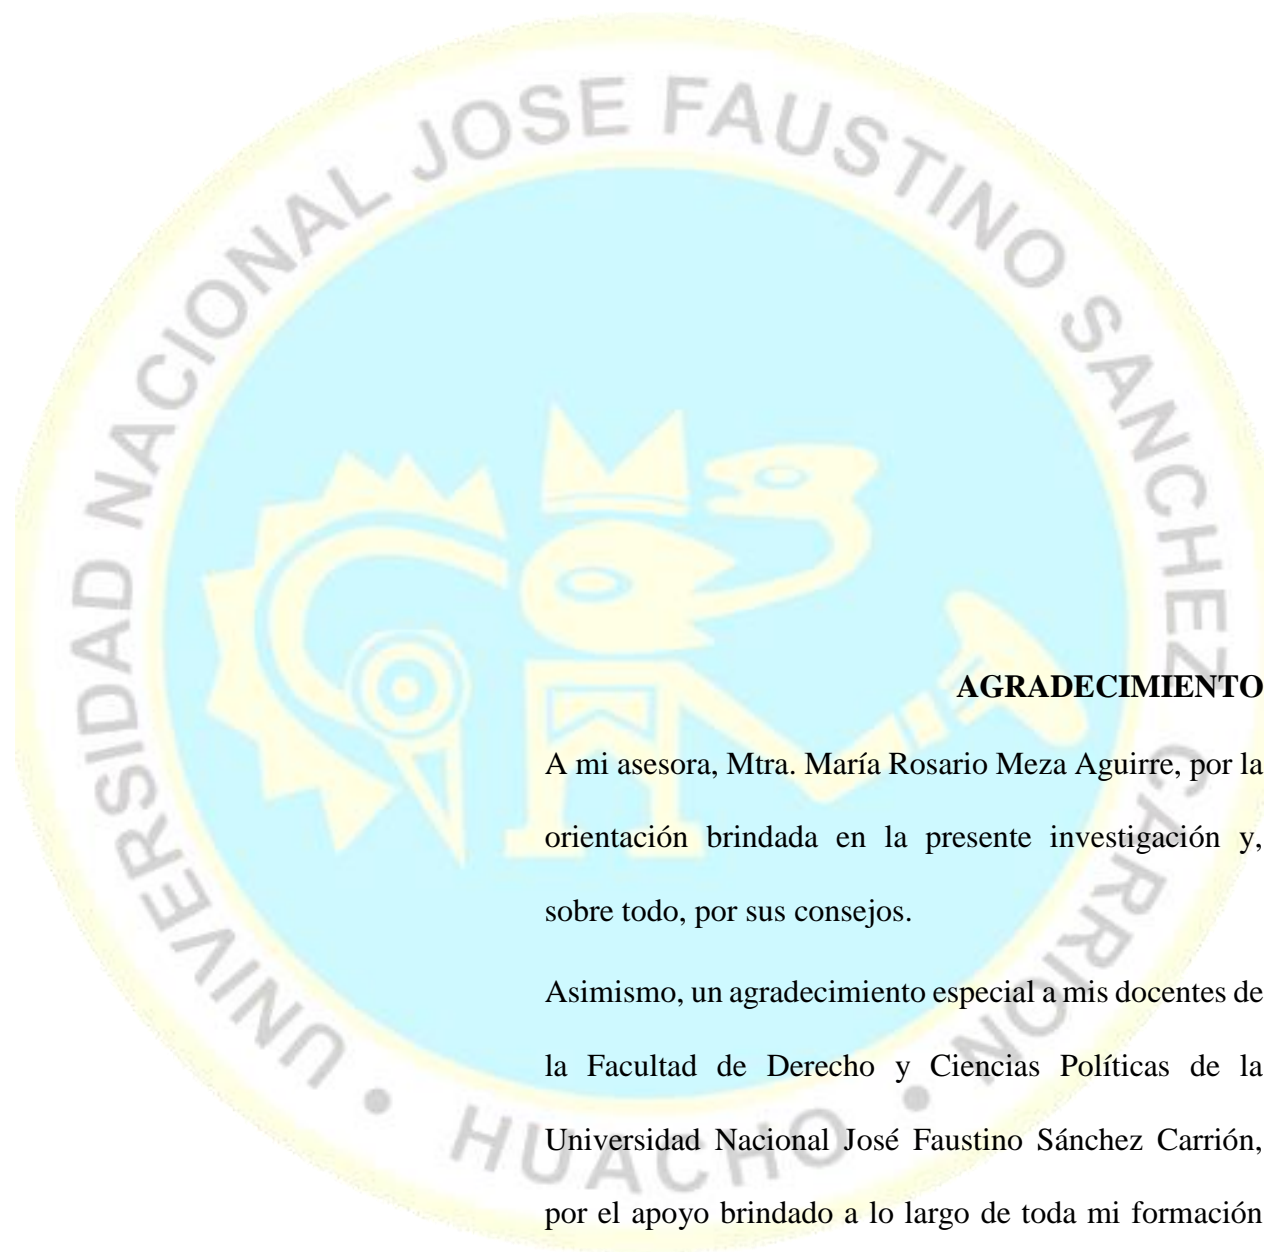 UNIVERSIDAD NACIONAL JOSE FAUSTINO SANCHEZ CARRION
• HUACHO •
AGRADECIMIENTO
A mi asesora, Mtra. María Rosario Meza Aguirre, por la
orientación brindada en la presente investigación y,
sobre todo, por sus consejos.
Asimismo, un agradecimiento especial a mis docentes de
la Facultad de Derecho y Ciencias Políticas de la
Universidad Nacional José Faustino Sánchez Carrión,
por el apoyo brindado a lo largo de toda mi formación